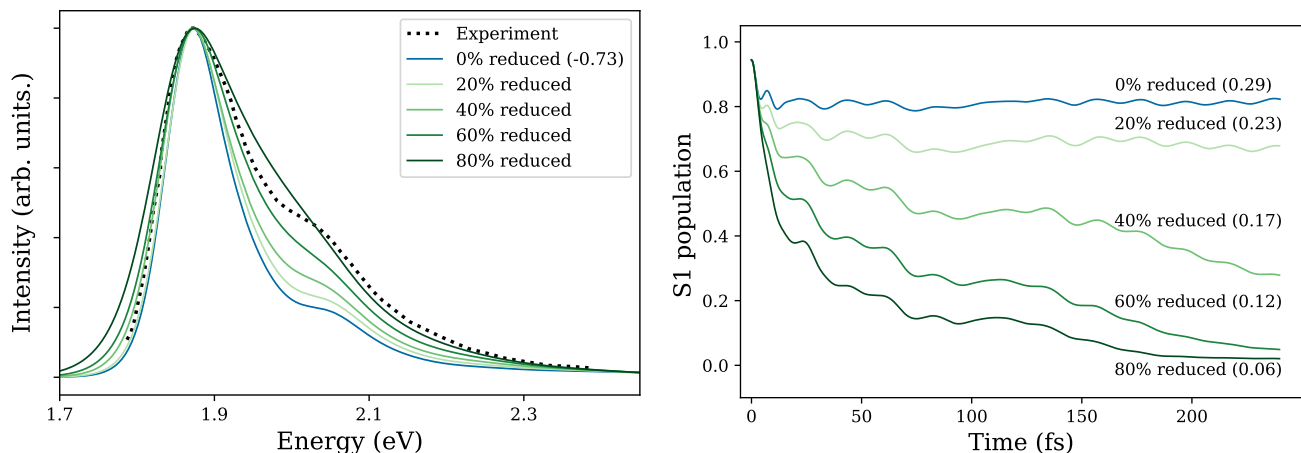 Intensity (arb. units.)
Experiment
0% reduced (-0.73)
20% reduced
40% reduced
60% reduced
80% reduced
1.7
1.9
2.1
2.3
Energy (eV)
S1 population
1.0
0.8
0.6
0.4
0.2
0.0
0% reduced (0.29)
20% reduced (0.23)
40% reduced (0.17)
60% reduced (0.12)
80% reduced (0.06)
0
50
100
150
200
Time (fs)